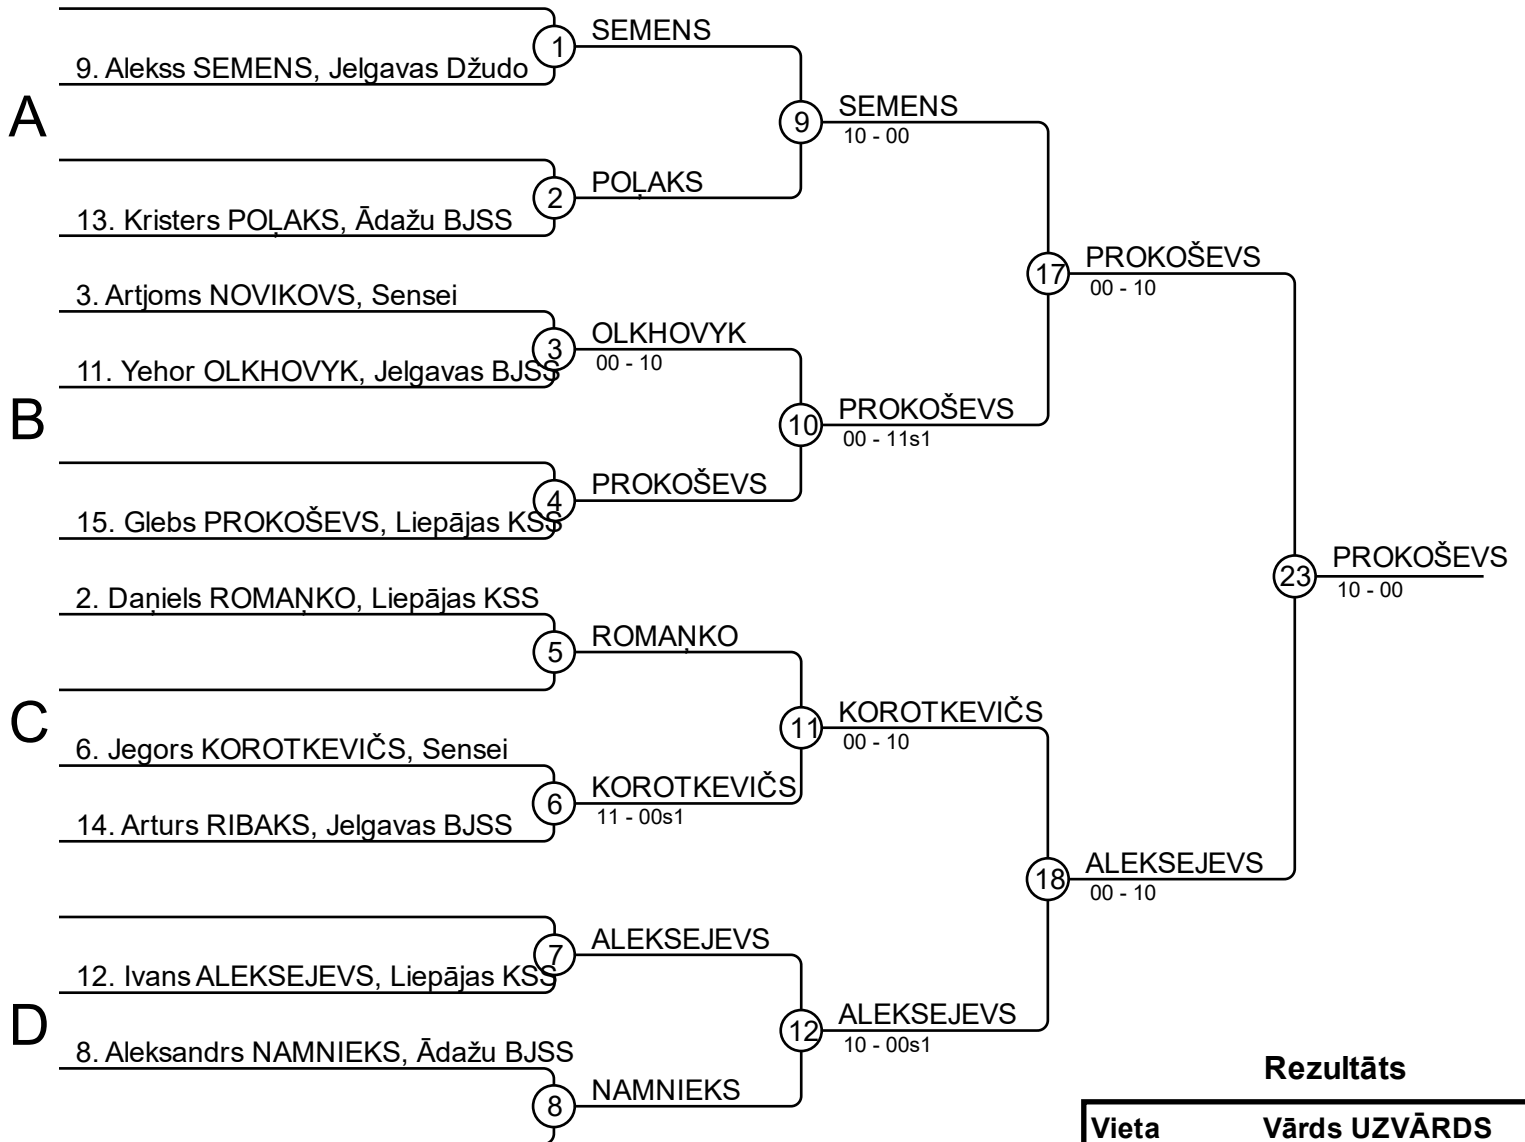 SEMENS
1
9. Alekss SEMENS, Jelgavas Džudo
A
SEMENS
9
10 - 00
POĻAKS
2
13. Kristers POĻAKS, Ādažu BJSS
PROKOŠEVS
17
00 - 10
3. Artjoms NOVIKOVS, Sensei
OLKHOVYK
3
00 - 10
11. Yehor OLKHOVYK, Jelgavas BJSS
B
PROKOŠEVS
10
00 - 11s1
PROKOŠEVS
4
15. Glebs PROKOŠEVS, Liepājas KSS
PROKOŠEVS
23
10 - 00
2. Daņiels ROMAŅKO, Liepājas KSS
ROMAŅKO
5
C
KOROTKEVIČS
11
00 - 10
6. Jegors KOROTKEVIČS, Sensei
KOROTKEVIČS
6
11 - 00s1
14. Arturs RIBAKS, Jelgavas BJSS
ALEKSEJEVS
18
00 - 10
ALEKSEJEVS
7
12. Ivans ALEKSEJEVS, Liepājas KSS
D
ALEKSEJEVS
12
10 - 00s1
8. Aleksandrs NAMNIEKS, Ādažu BJSS
NAMNIEKS
8
Rezultāts
Vieta Vārds UZVĀRDS